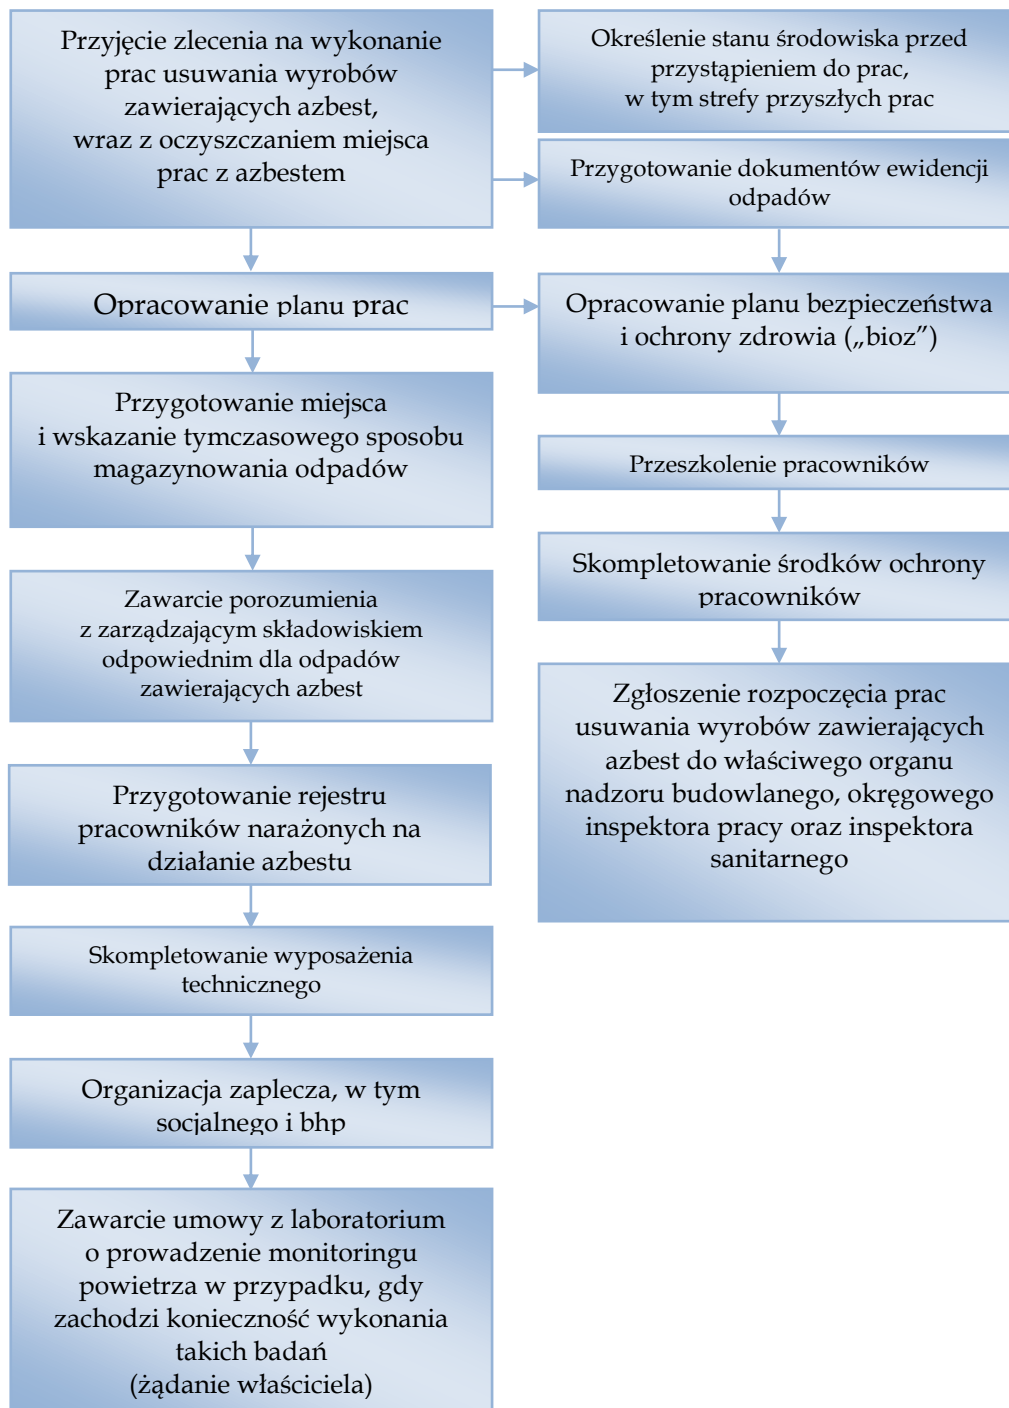 Przyjęcie zlecenia na wykonanie
prac usuwania wyrobów
zawierających azbest,
wraz z oczyszczaniem miejsca
prac z azbestem
Określenie stanu środowiska przed
przystąpieniem do prac,
w tym strefy przyszłych prac
Przygotowanie dokumentów ewidencji
odpadów
Opracowanie planu prac
Opracowanie planu bezpieczeństwa
i ochrony zdrowia („bioz”)
Przygotowanie miejsca
i wskazanie tymczasowego sposobu
magazynowania odpadów
Przeszkolenie pracowników
Skompletowanie środków ochrony
pracowników
Zawarcie porozumienia
z zarządzającym składowiskiem
odpowiednim dla odpadów
zawierających azbest
Zgłoszenie rozpoczęcia prac
usuwania wyrobów zawierających
azbest do właściwego organu
nadzoru budowlanego, okręgowego
inspektora pracy oraz inspektora
sanitarnego
Przygotowanie rejestru
pracowników narażonych na
działanie azbestu
Skompletowanie wyposażenia
technicznego
Organizacja zaplecza, w tym
socjalnego i bhp
Zawarcie umowy z laboratorium
o prowadzenie monitoringu
powietrza w przypadku, gdy
zachodzi konieczność wykonania
takich badań
(żądanie właściciela)